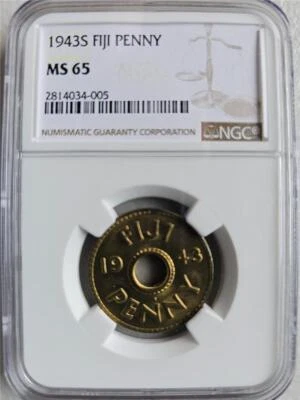 1943S FIJI PENNY
MS 65
2814034-005
NUMISMATIC GUARANTY CORPORATION
NGC®
FIJI
19 43
PENNY